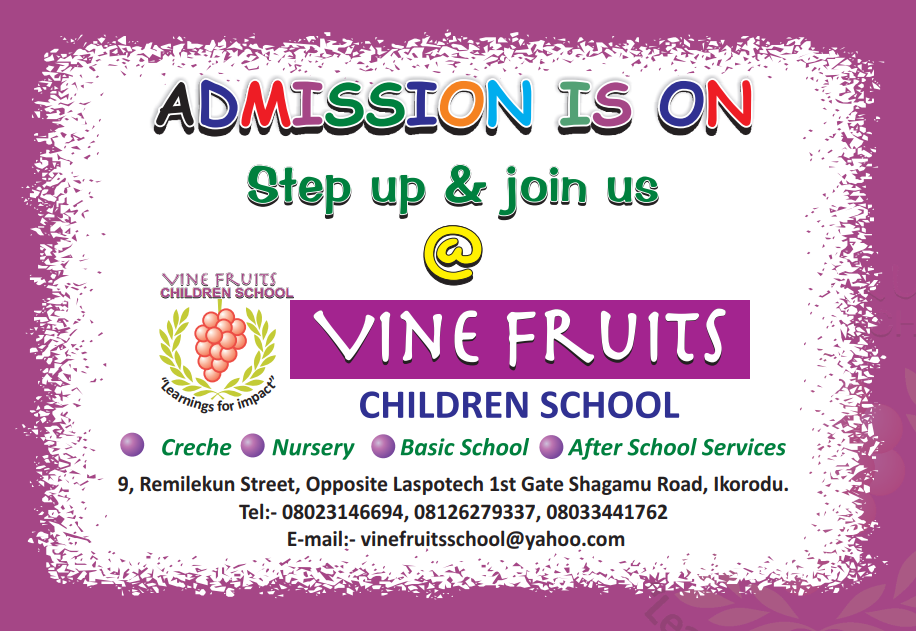 ADMISSION IS ON
Step up & join us
@
VINE FRUITS
CHILDREN SCHOOL
"Learnings for impact"
VINE FRUITS
CHILDREN SCHOOL
Creche Nursery Basic School After School Services
9, Remilekun Street, Opposite Laspotech 1st Gate Shagamu Road, Ikorodu.
Tel:- 08023146694, 08126279337, 08033441762
E-mail:- vinefruitsschool@yahoo.com